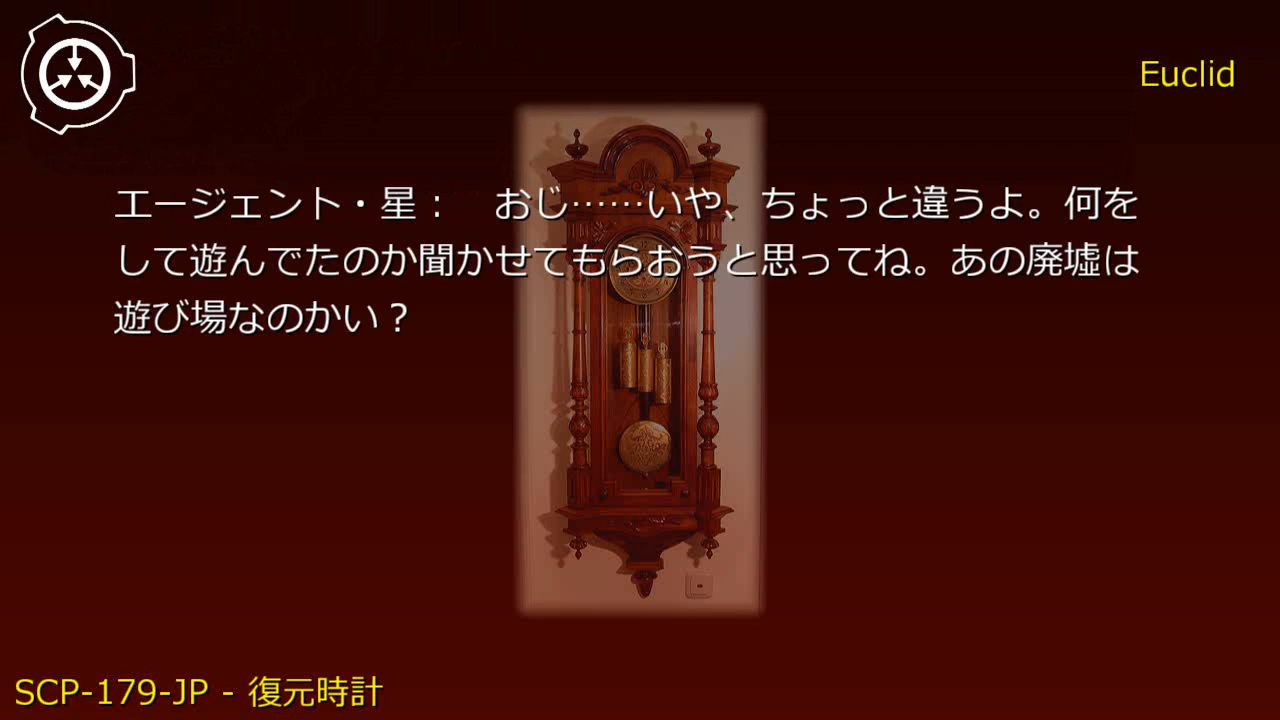 Euclid
エージェント・星：　おじ……いや、ちょっと違うよ。何を
して遊んでたのか聞かせてもらおうと思ってね。あの廃墟は
遊び場なのかい？
SCP-179-JP - 復元時計